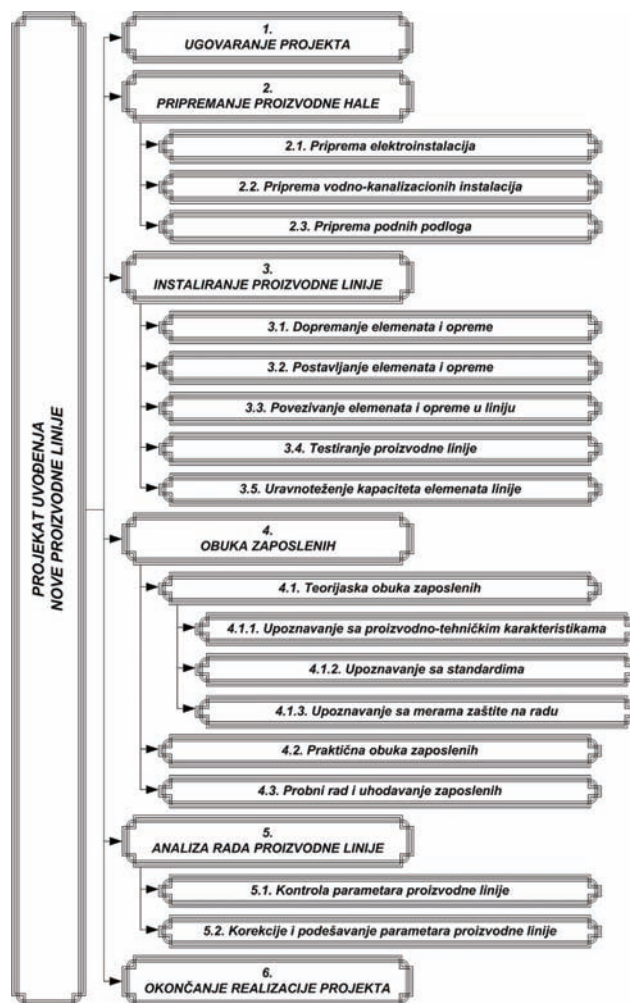 PROJEKAT UVOĐENJA
NOVE PROIZVODNE LINIJE
1.
UGOVARANJE PROJEKTA
2.
PRIPREMANJE PROIZVODNE HALE
2.1. Priprema elektroinstalacija
2.2. Priprema vodno-kanalizacionih instalacija
2.3. Priprema podnih podloga
3.
INSTALIRANJE PROIZVODNE LINIJE
3.1. Dopremanje elemenata i opreme
3.2. Postavljanje elemenata i opreme
3.3. Povezivanje elemenata i opreme u liniju
3.4. Testiranje proizvodne linije
3.5. Uravnoteženje kapaciteta elemenata linije
4.
OBUKA ZAPOSLENIH
4.1. Teorijaska obuka zaposlenih
4.1.1. Upoznavanje sa proizvodno-tehničkim karakteristikama
4.1.2. Upoznavanje sa standardima
4.1.3. Upoznavanje sa merama zaštite na radu
4.2. Praktična obuka zaposlenih
4.3. Probni rad i uhodavanje zaposlenih
5.
ANALIZA RADA PROIZVODNE LINIJE
5.1. Kontrola parametara proizvodne linije
5.2. Korekcije i podešavanje parametara proizvodne linije
6.
OKONČANJE REALIZACIJE PROJEKTA